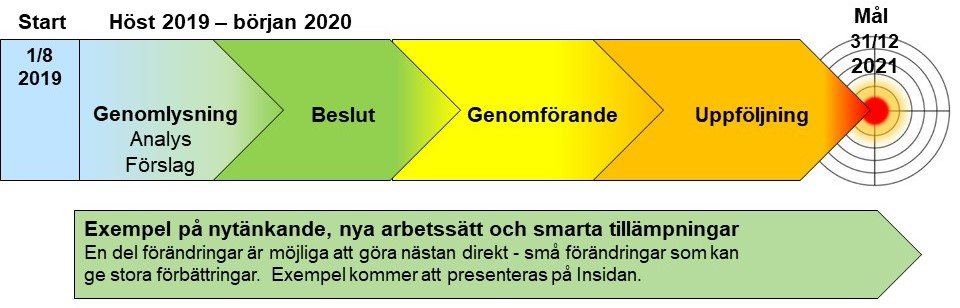 Start
Höst 2019 – början 2020
Mål
31/12
2021
1/8
2019
Genomlysning
Analys
Förslag
Beslut
Genomförande
Uppföljning
Exempel på nytänkande, nya arbetssätt och smarta tillämpningar
En del förändringar är möjliga att göra nästan direkt - små förändringar som kan
ge stora förbättringar. Exempel kommer att presenteras på Insidan.